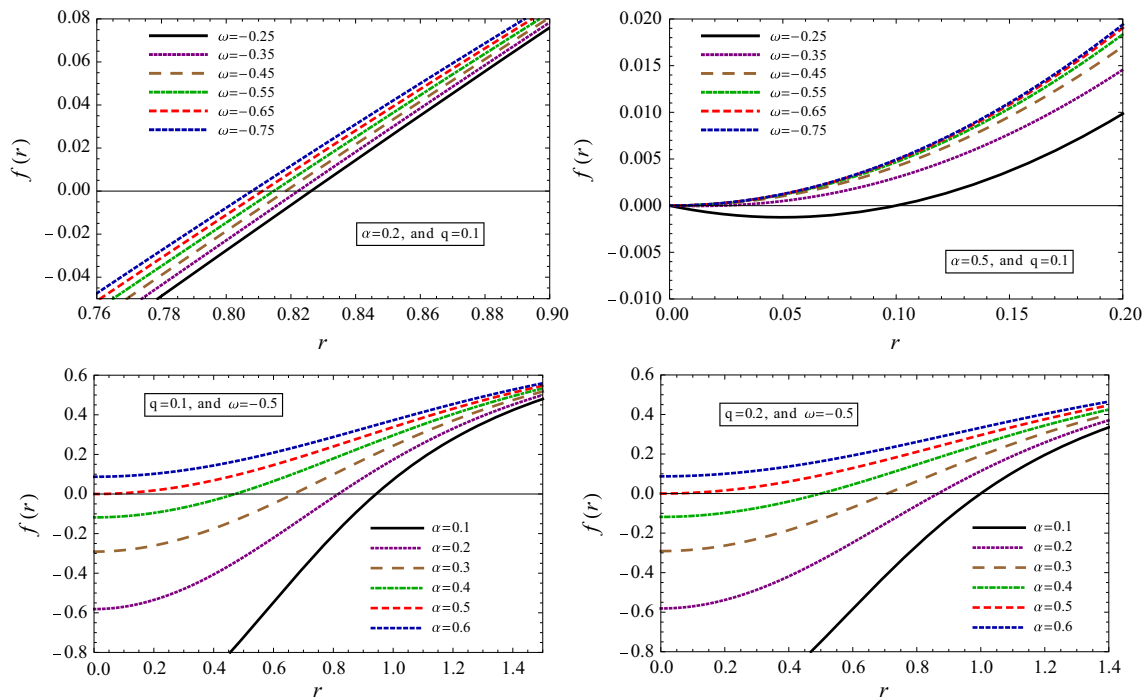 f (r)
0.08
0.06
0.04
0.02
0.00
−0.02
−0.04
ω=−0.25
ω=−0.35
ω=−0.45
ω=−0.55
ω=−0.65
ω=−0.75
α=0.2, and q=0.1
0.76 0.78 0.80 0.82 0.84 0.86 0.88 0.90
r
f (r)
0.020
0.015
0.010
0.005
0.000
−0.005
−0.010
ω=−0.25
ω=−0.35
ω=−0.45
ω=−0.55
ω=−0.65
ω=−0.75
α=0.5, and q=0.1
0.00 0.05 0.10 0.15 0.20
r
f (r)
0.6
0.4
0.2
0.0
−0.2
−0.4
−0.6
−0.8
q=0.1, and ω=−0.5
α=0.1
α=0.2
α=0.3
α=0.4
α=0.5
α=0.6
0.0 0.2 0.4 0.6 0.8 1.0 1.2 1.4
r
f (r)
0.6
0.4
0.2
0.0
−0.2
−0.4
−0.6
−0.8
q=0.2, and ω=−0.5
α=0.1
α=0.2
α=0.3
α=0.4
α=0.5
α=0.6
0.0 0.2 0.4 0.6 0.8 1.0 1.2 1.4
r